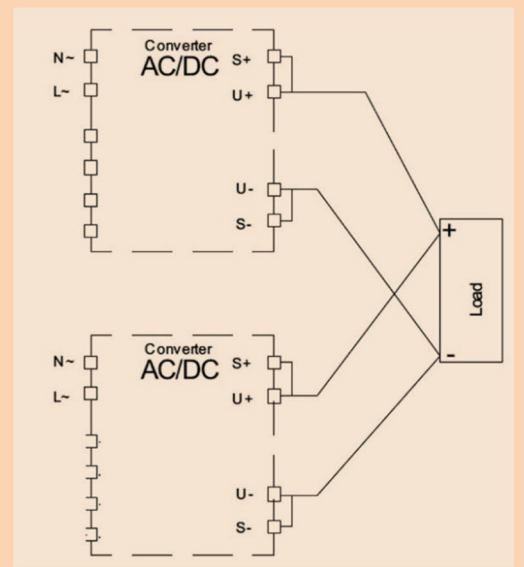 Converter
AC/DC
N~
S+
L~
U+
U-
S-
+
Load
-
Converter
AC/DC
N~
S+
L~
U+
U-
S-